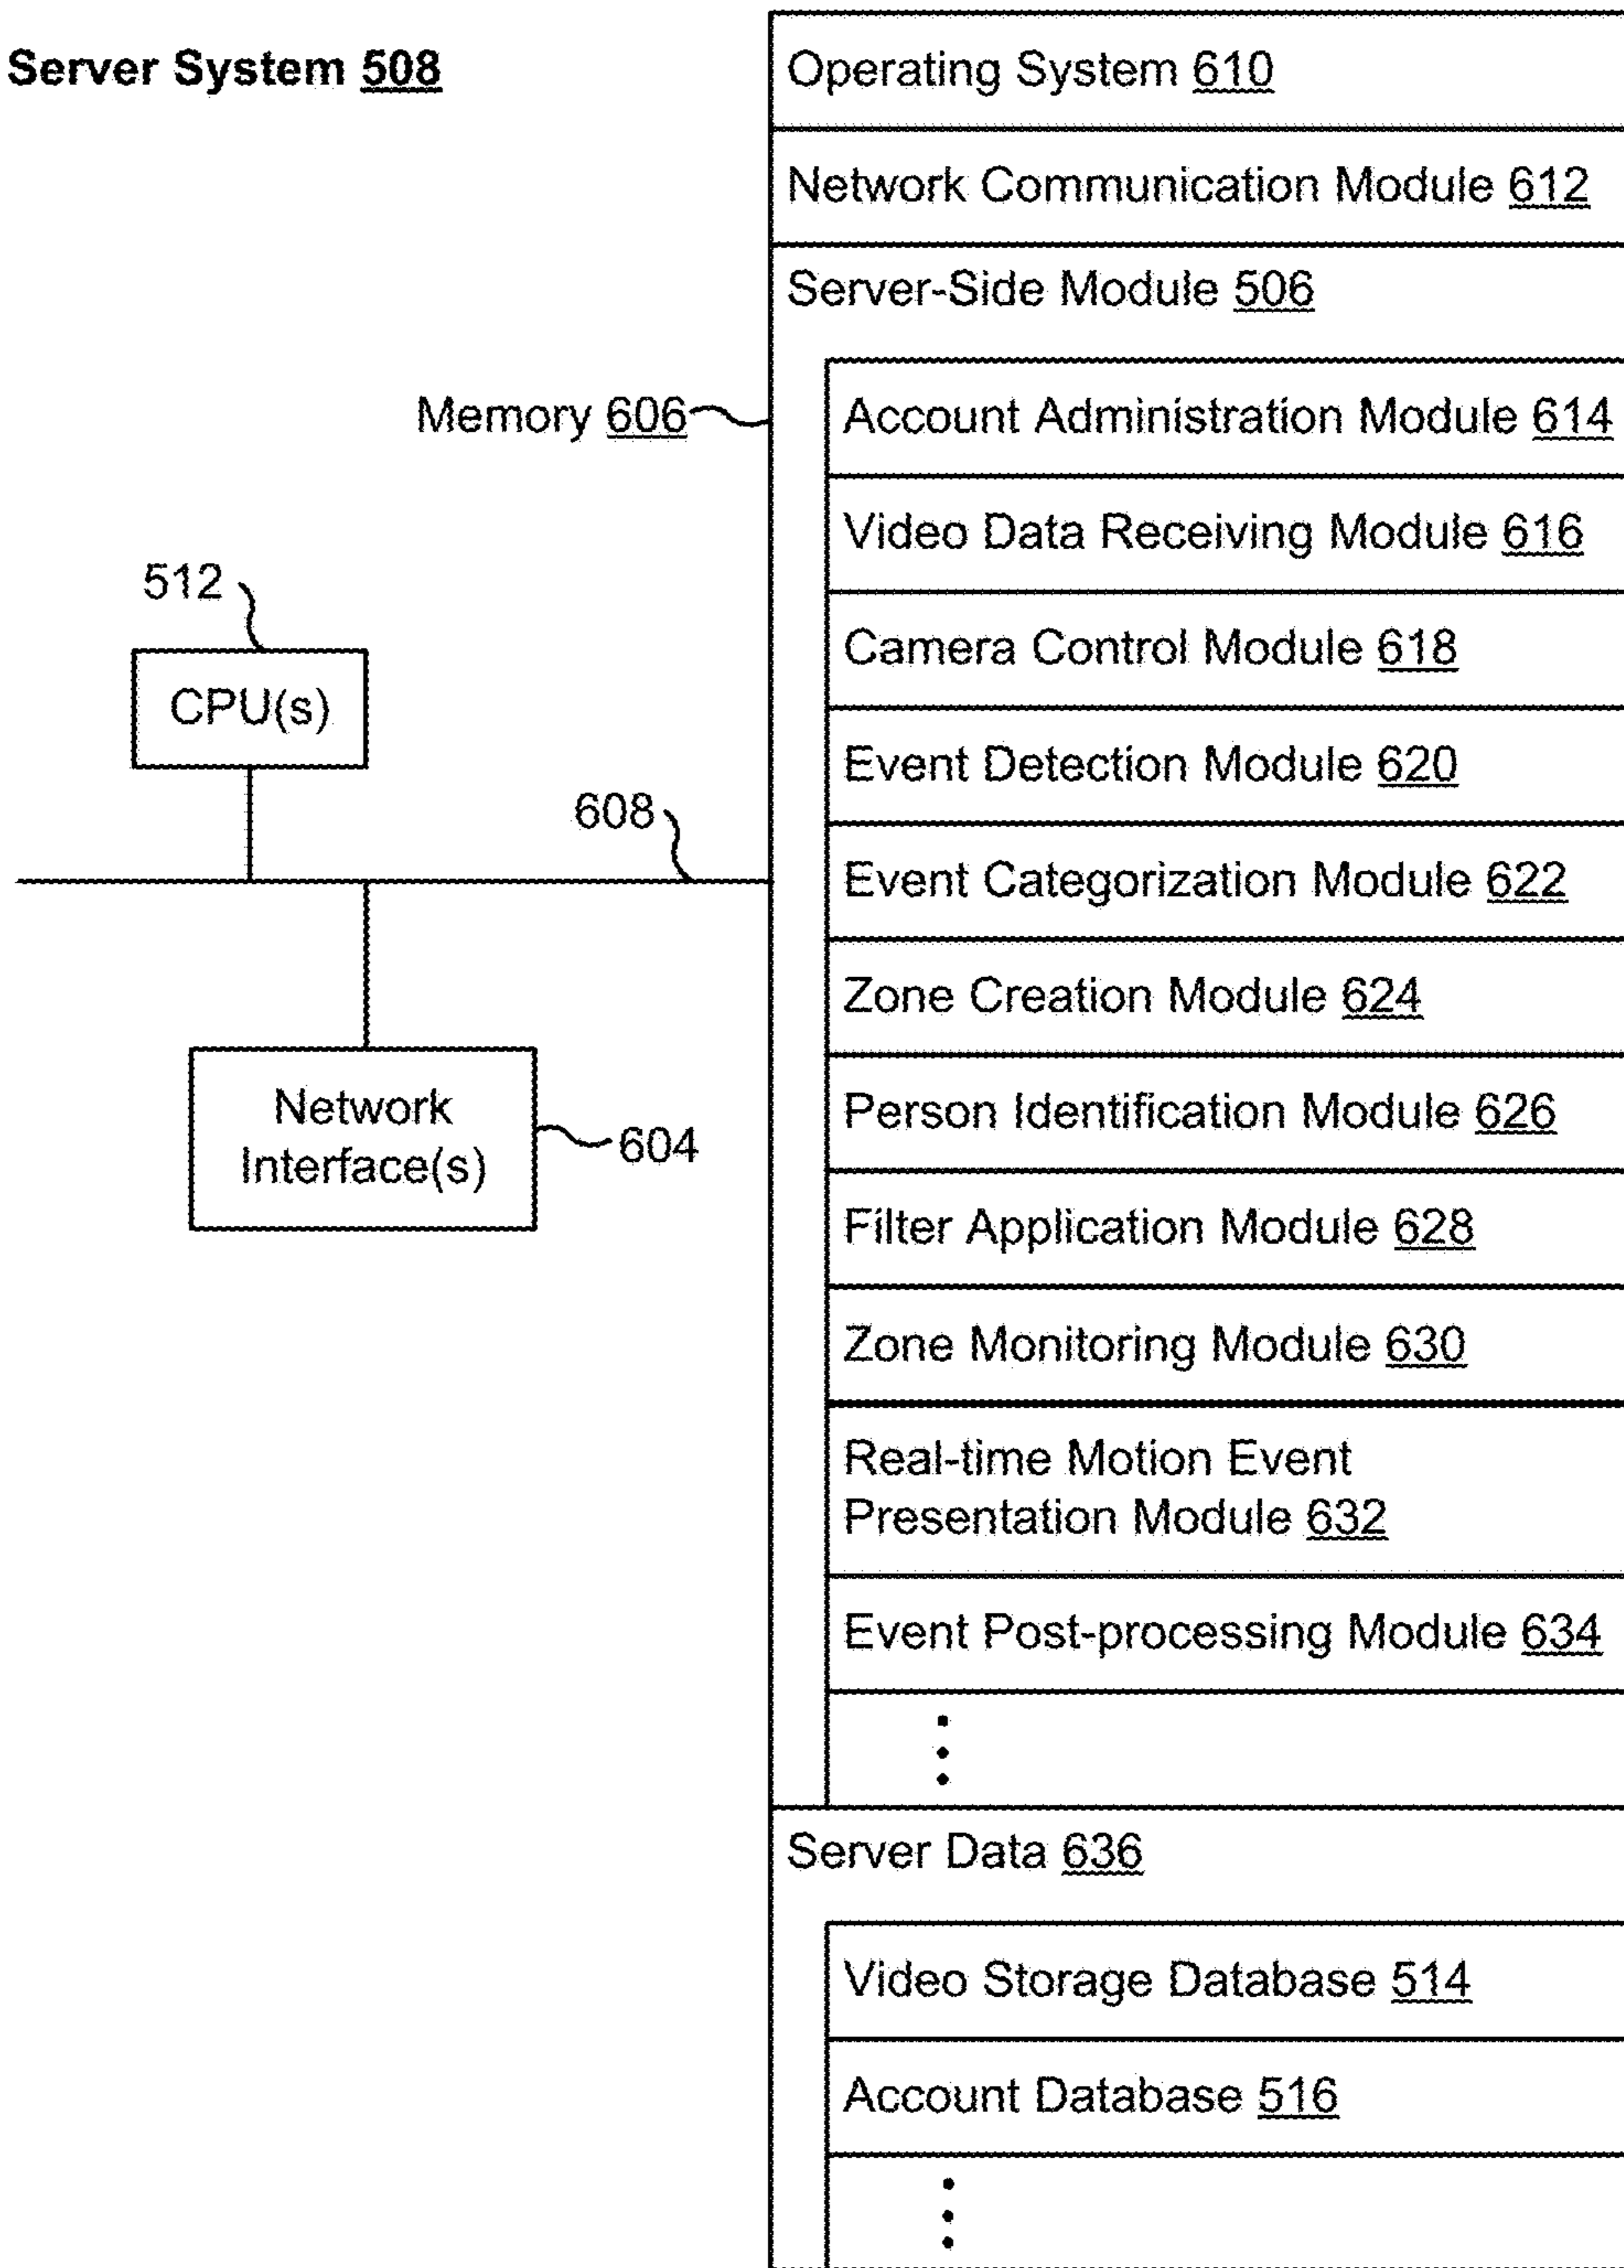 Server System 508
Operating System 610
Network Communication Module 612
Server-Side Module 506
Memory 606
Account Administration Module 614
Video Data Receiving Module 616
512
CPU(s)
Camera Control Module 618
Event Detection Module 620
608
Event Categorization Module 622
Zone Creation Module 624
Network
Interface(s)
604
Person Identification Module 626
Filter Application Module 628
Zone Monitoring Module 630
Real-time Motion Event
Presentation Module 632
Event Post-processing Module 634
Server Data 636
Video Storage Database 514
Account Database 516